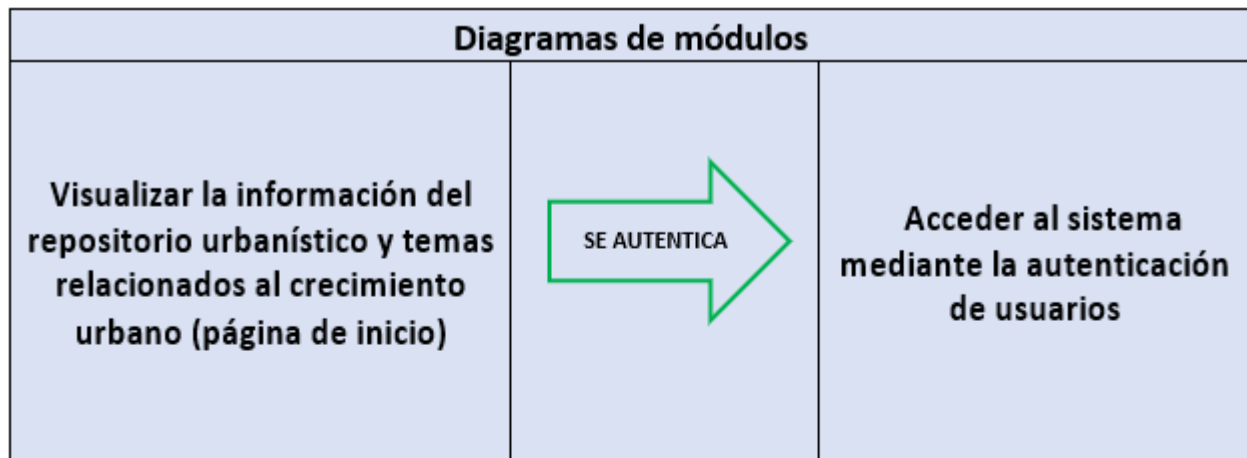 Diagramas de módulos
Visualizar la información del
repositorio urbanístico y temas
relacionados al crecimiento
urbano (página de inicio)
SE AUTENTICA
Acceder al sistema
mediante la autenticación
de usuarios